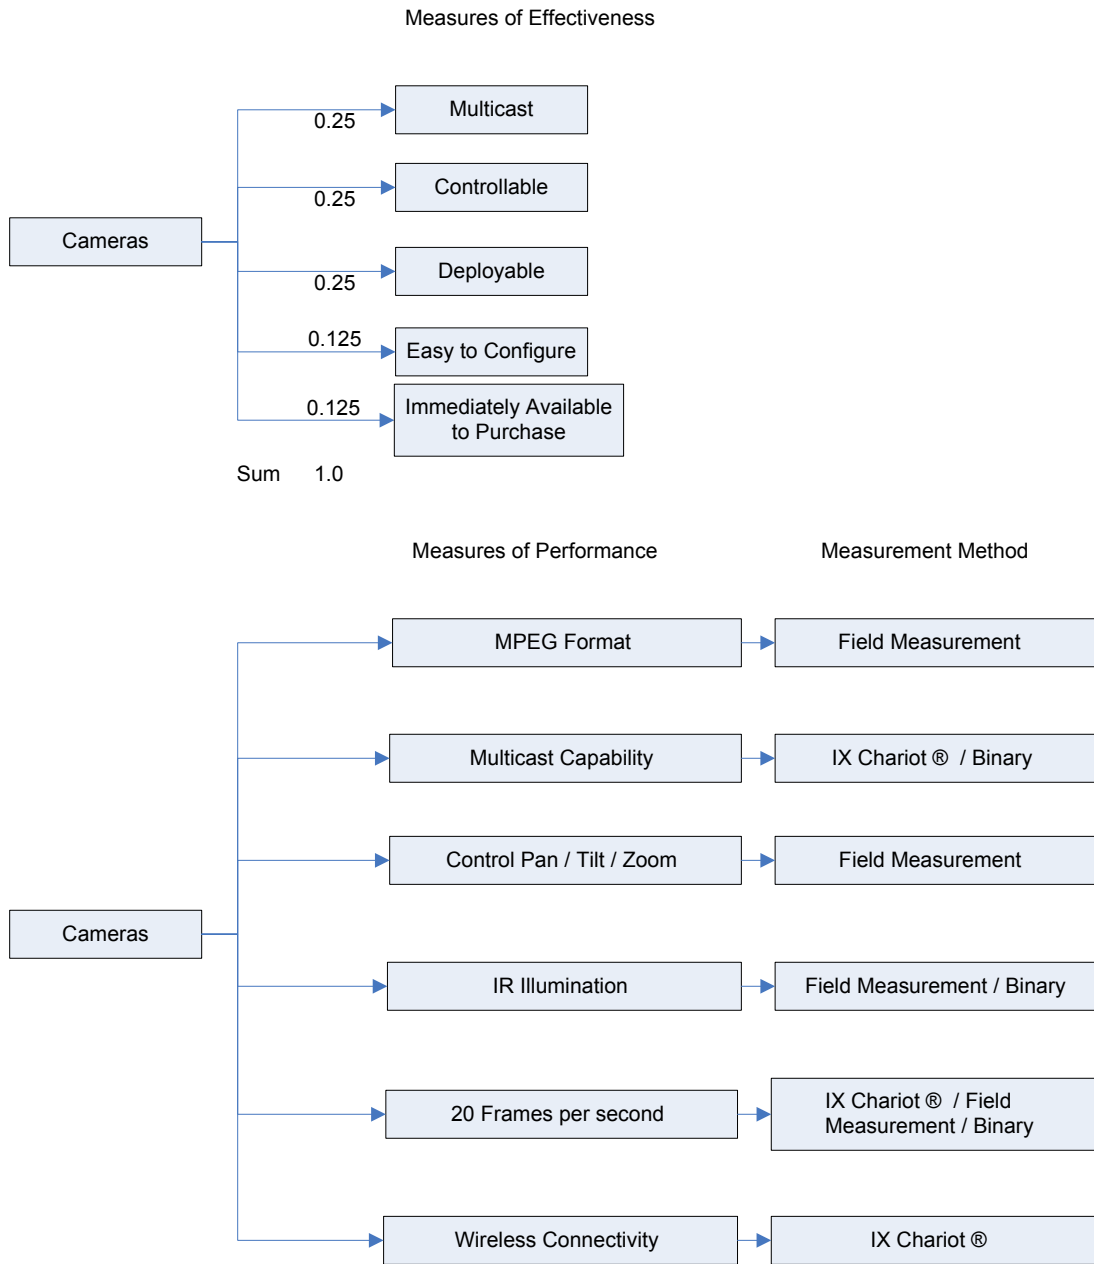 Measures of Effectiveness
Multicast
0.25
Controllable
0.25
Cameras
Deployable
0.25
0.125
Easy to Configure
0.125
Immediately Available
to Purchase
Sum 1.0
Measures of Performance
Measurement Method
MPEG Format
Field Measurement
Multicast Capability
IX Chariot ® / Binary
Control Pan / Tilt / Zoom
Field Measurement
Cameras
IR Illumination
Field Measurement / Binary
20 Frames per second
IX Chariot ® / Field
Measurement / Binary
Wireless Connectivity
IX Chariot ®